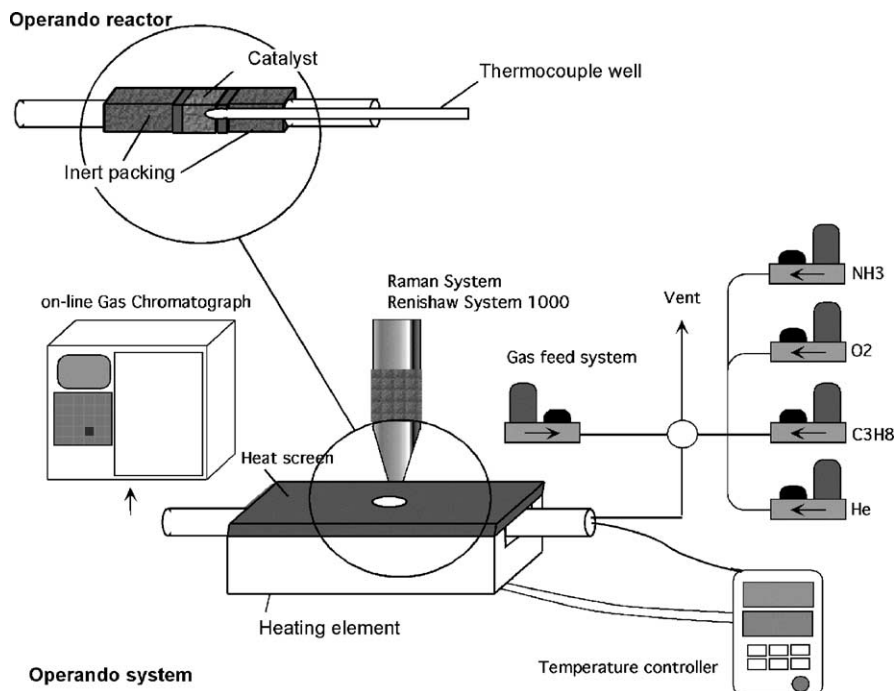 Operando reactor
Catalyst
Thermocouple well
Inert packing
on-line Gas Chromatograph
Raman System
Renishaw System 1000
Vent
Gas feed system
NH3
O2
C3H8
He
Heat screen
Heating element
Temperature controller
Operando system